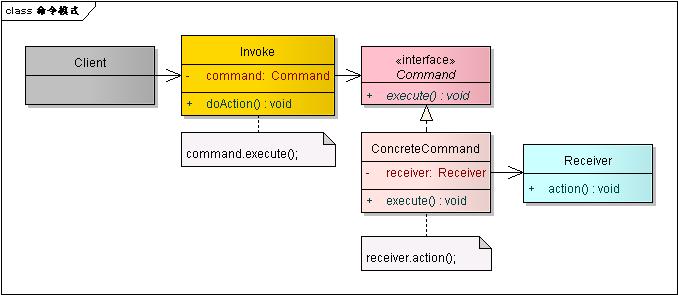 class 命令模式
Client
Invoke
- command: Command
+ doAction() : void
command.execute();
«interface»
Command
+ execute() : void
ConcreteCommand
- receiver: Receiver
+ execute() : void
receiver.action();
Receiver
+ action() : void